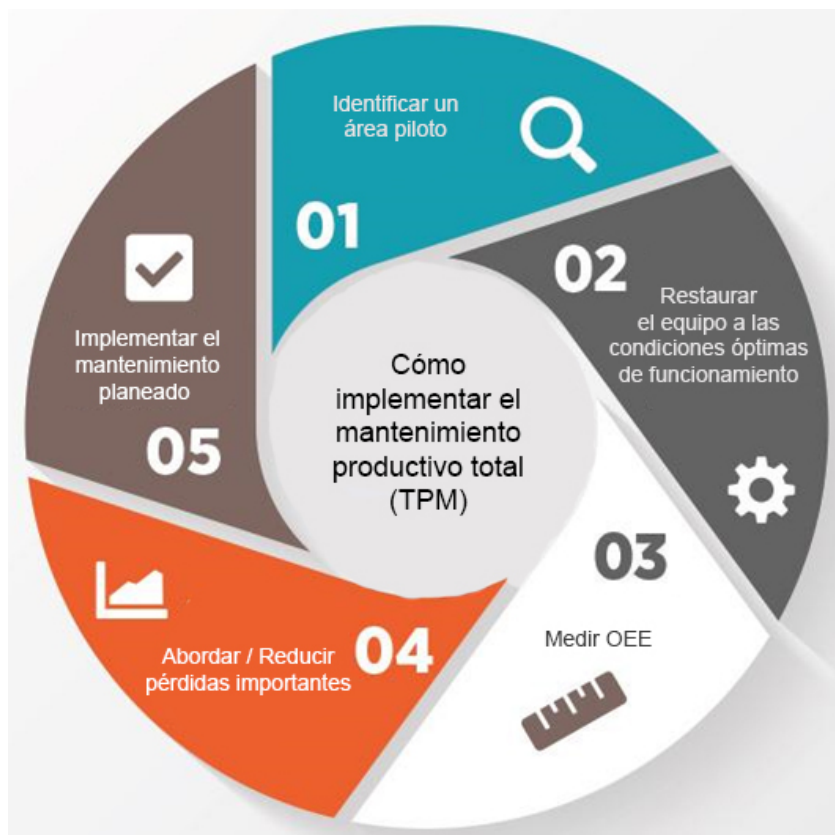 Identificar un
área piloto
01
02
Restaurar
el equipo a las
condiciones óptimas
de funcionamiento
03
Medir OEE
04
Abordar / Reducir
pérdidas importantes
Implementar el
mantenimiento
planeado
05
Cómo
implementar el
mantenimiento
productivo total
(TPM)